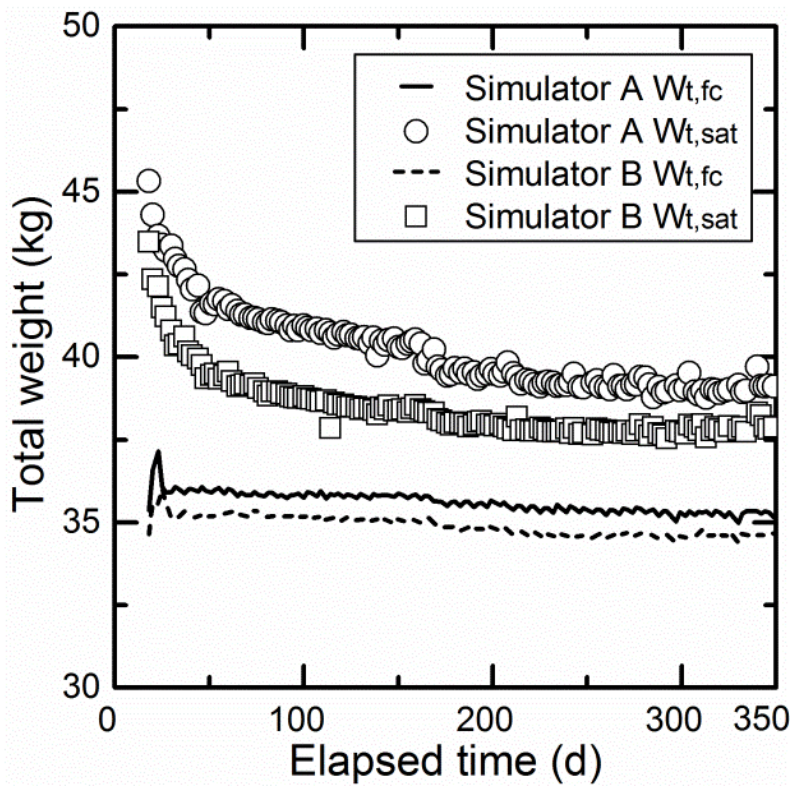 50
45
40
35
30
Total weight (kg)
Simulator A Wt,fc
Simulator A Wt,sat
Simulator B Wt,fc
Simulator B Wt,sat
0
100
200
300
350
Elapsed time (d)